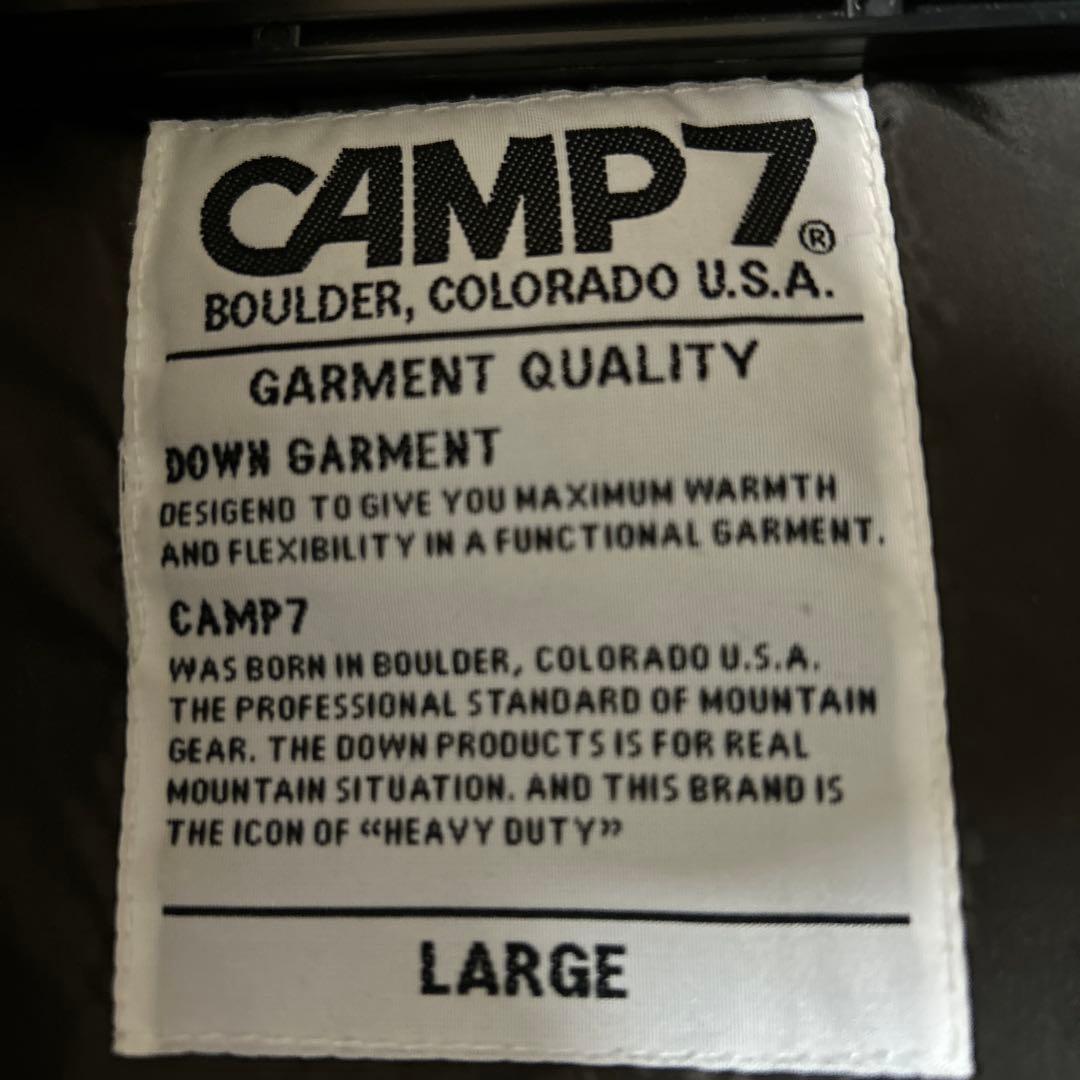 CAMP7®
BOULDER, COLORADO U.S.A.
GARMENT QUALITY
DOWN GARMENT
DESIGEND TO GIVE YOU MAXIMUM WARMTH
AND FLEXIBILITY IN A FUNCTIONAL GARMENT.
CAMP7
WAS BORN IN BOULDER, COLORADO U.S.A.
THE PROFESSIONAL STANDARD OF MOUNTAIN
GEAR. THE DOWN PRODUCTS IS FOR REAL
MOUNTAIN SITUATION. AND THIS BRAND IS
THE ICON OF “HEAVY DUTY”
LARGE